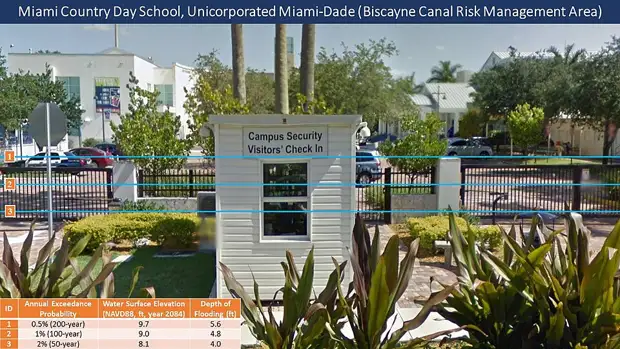 Miami Country Day School, Unicorporated Miami-Dade (Biscayne Canal Risk Management Area)
Campus Security
Visitors' Check In
1
2
3
ID Annual Exceedance Probability Water Surface Elevation (NAVD88, ft, year 2084) Depth of Flooding (ft)
1 0.5% (200-year) 9.7 5.6
2 1% (100-year) 9.0 4.8
3 2% (50-year) 8.1 4.0